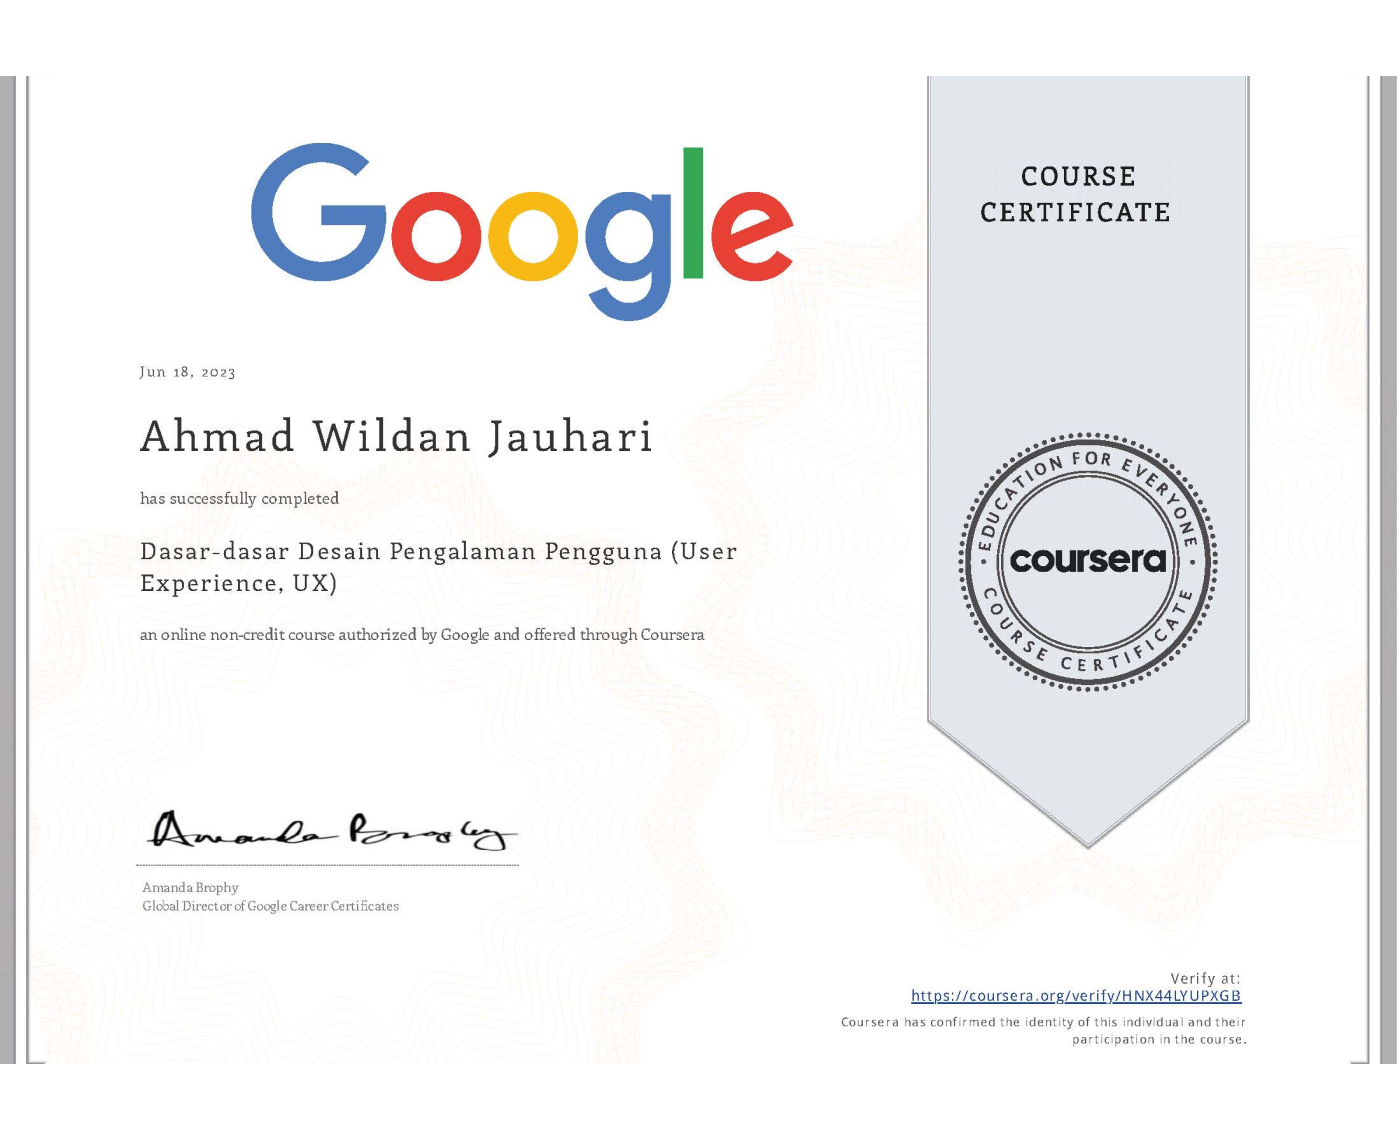 Google
COURSE
CERTIFICATE
Jun 18, 2023
Ahmad Wildan Jauhari
has successfully completed
Dasar-dasar Desain Pengalaman Pengguna (User
Experience, UX)
an online non-credit course authorized by Google and offered through Coursera
EDUCATION FOR EVERYONE
coursera
COURSE CERTIFICATE
Amanda Brophy
Amanda Brophy
Global Director of Google Career Certificates
Verify at:
https://coursera.org/verify/HNX44LYUPXGB
Coursera has confirmed the identity of this individual and their
participation in the course.